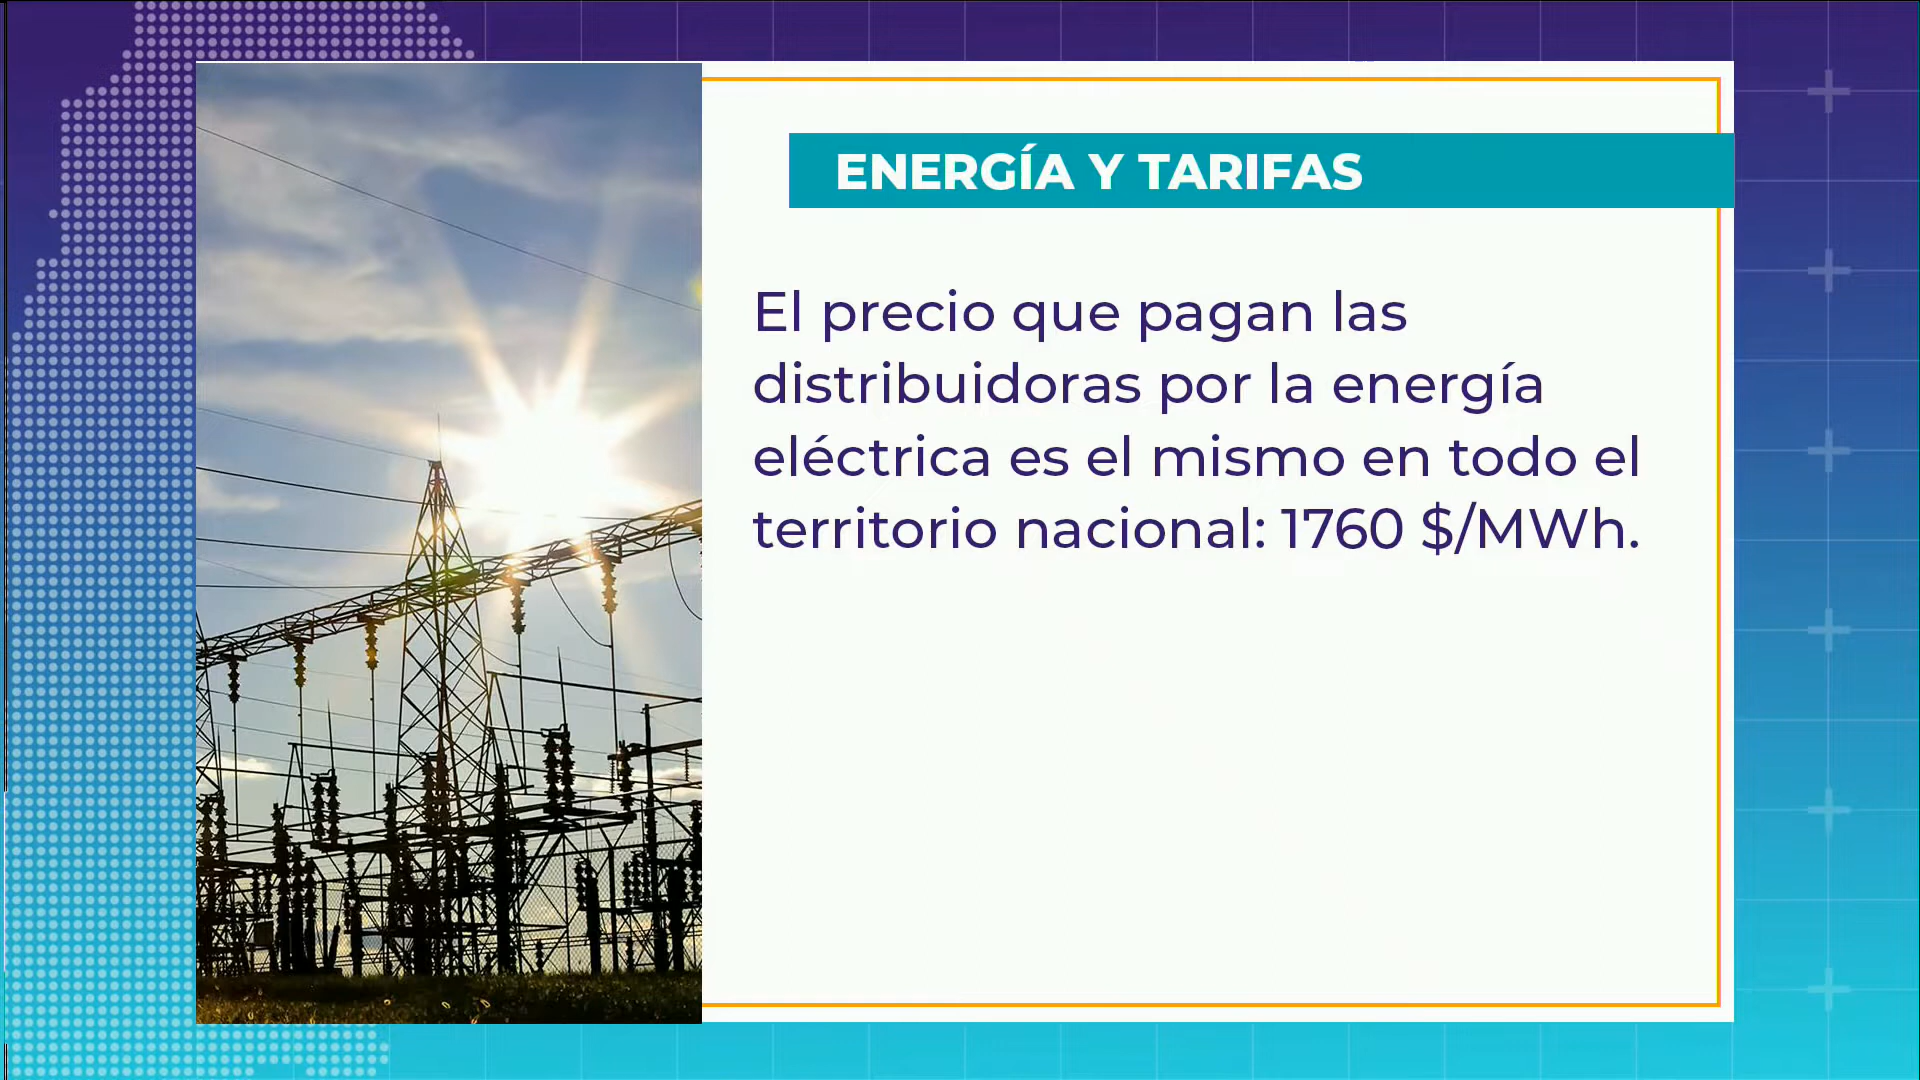 ENERGÍA Y TARIFAS
El precio que pagan las
distribuidoras por la energía
eléctrica es el mismo en todo el
territorio nacional: 1760 $/MWh.